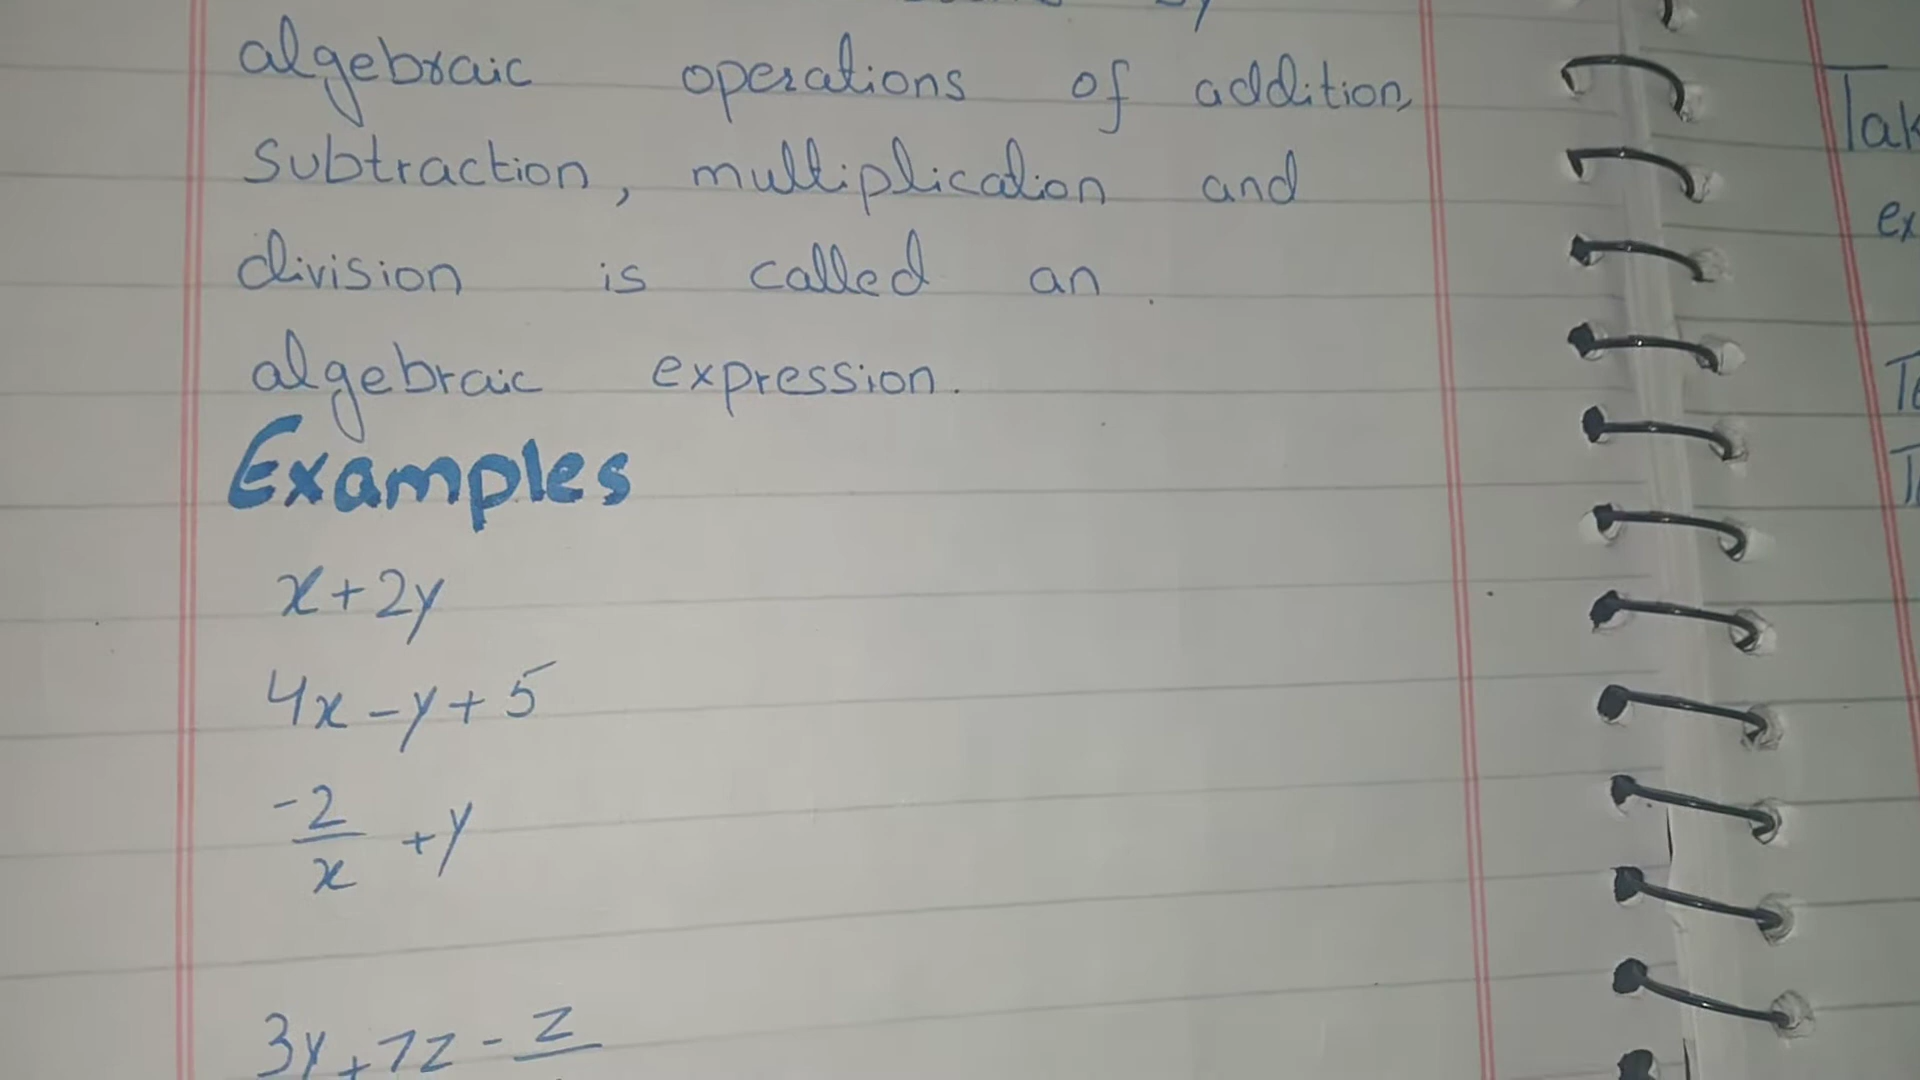 algebraic operations of addition,
subtraction, multiplication and
division is called an
algebraic expression.
Examples
x+2y
4x-y+5
-2/x +y
3y+7z-z